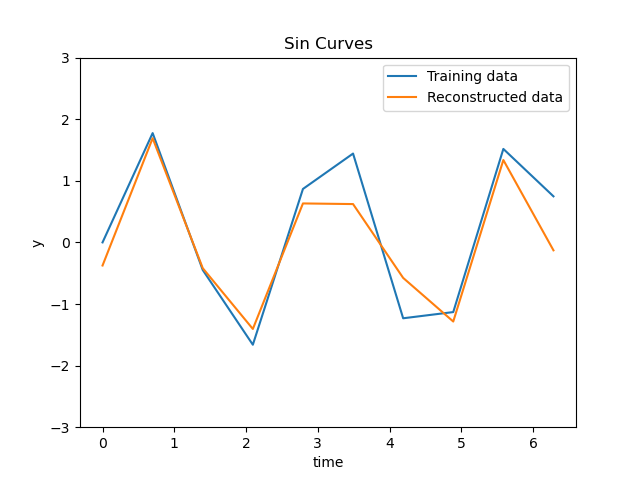 Sin Curves
Training data
Reconstructed data
3
2
1
0
−1
−2
−3
y
0 1 2 3 4 5 6
time